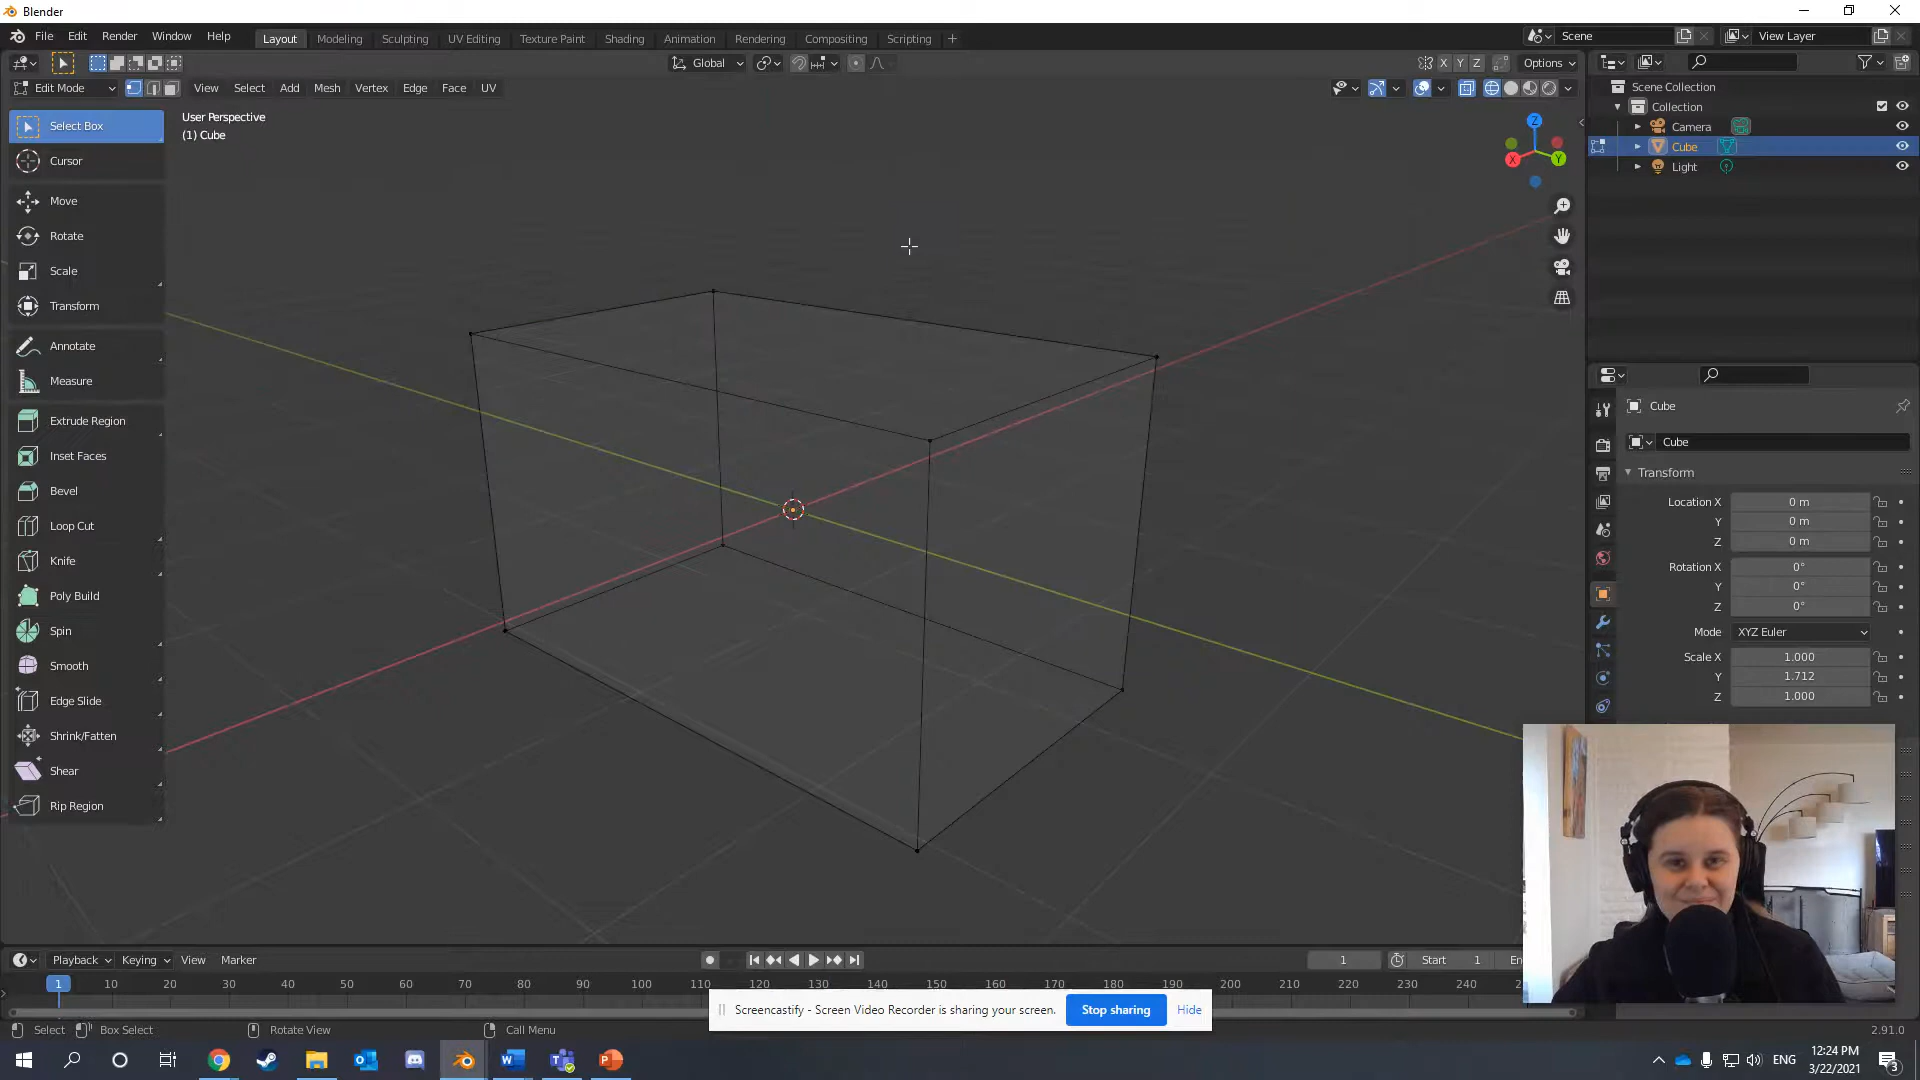 Blender
File Edit Render Window Help Layout Modeling Sculpting UV Editing Texture Paint Shading Animation Rendering Compositing Scripting + Scene View Layer
Global X Y Z Options
Edit Mode View Select Add Mesh Vertex Edge Face UV
Scene Collection
Collection
Camera
Cube
Light
User Perspective
(1) Cube
Z
X
Y
Select Box
Cursor
Move
Rotate
Scale
Transform
Annotate
Measure
Extrude Region
Inset Faces
Bevel
Loop Cut
Knife
Poly Build
Spin
Smooth
Edge Slide
Shrink/Fatten
Shear
Rip Region
Cube
Cube
Transform
Location X 0 m
Y 0 m
Z 0 m
Rotation X 0°
Y 0°
Z 0°
Mode XYZ Euler
Scale X 1.000
Y 1.712
Z 1.000
Playback Keying View Marker 1 Start 1 En
1 10 20 30 40 50 60 70 80 90 100 110 120 130 140 150 160 170 180 190 200 210 220 230 240
Screencastify - Screen Video Recorder is sharing your screen. Stop sharing Hide
Select Box Select Rotate View Call Menu 2.91.0
ENG 12:24 PM
3/22/2021 3